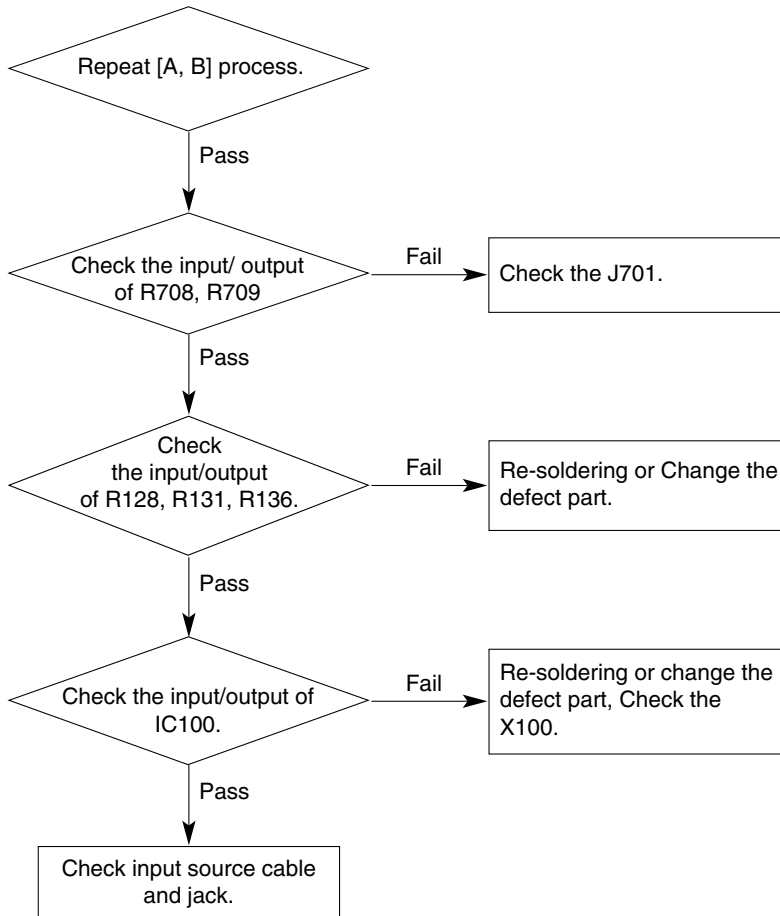 Repeat [A, B] process.
Pass
Check the input/ output
of R708, R709
Fail
Check the J701.
Pass
Check
the input/output
of R128, R131, R136.
Fail
Re-soldering or Change the
defect part.
Pass
Check the input/output of
IC100.
Fail
Re-soldering or change the
defect part, Check the
X100.
Pass
Check input source cable
and jack.